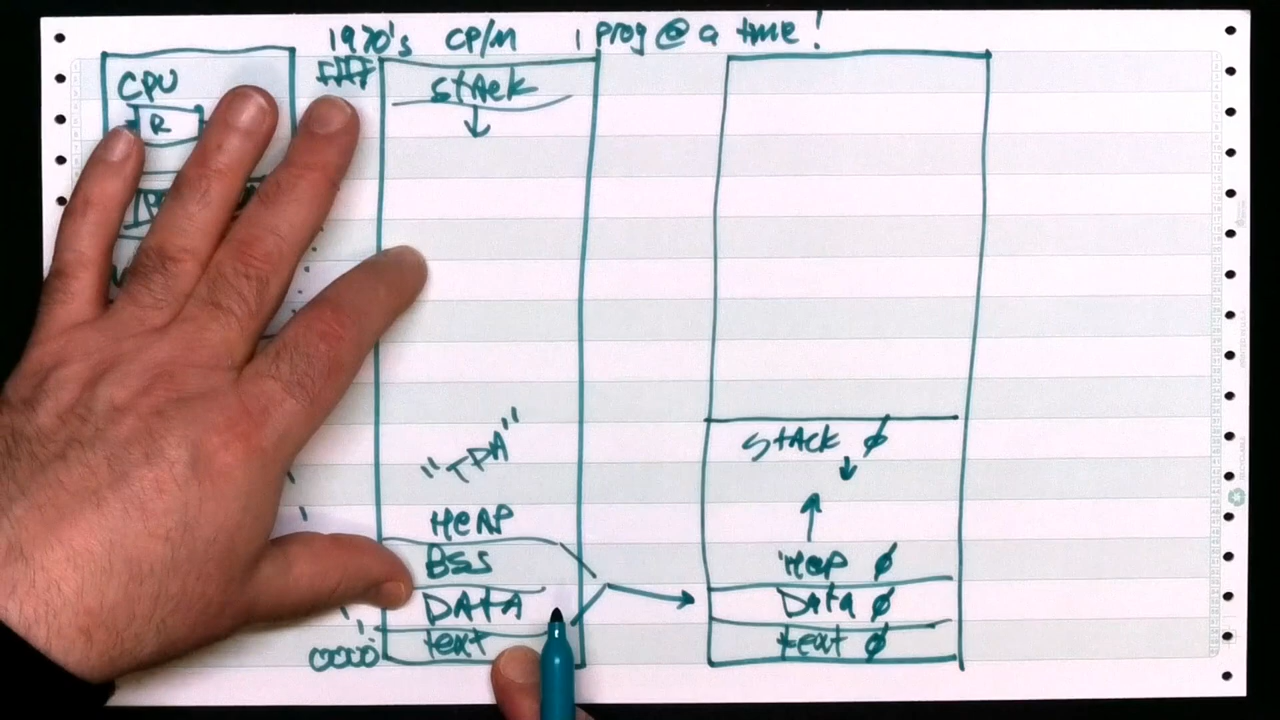 1970's CP/M 1 prog @ a time!
CPU
R
FFFF
Stack
"TPA"
HEAP
BSS
DATA
text
0000
Stack Ø
Heap Ø
Data Ø
text Ø